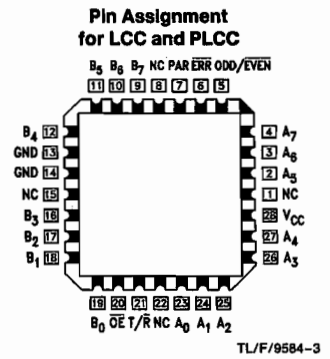 Pin Assignment
for LCC and PLCC
B5 B6 B7 NC PAR E̅R̅R̅ ODD/E̅V̅E̅N̅
11 10 9 8 7 6 5
B4 12 4 A7
GND 13 3 A6
GND 14 2 A5
NC 15 1 NC
B3 16 28 VCC
B2 17 27 A4
B1 18 26 A3
19 20 21 22 23 24 25
B0 O̅E̅ T/R̅ NC A0 A1 A2
TL/F/9584-3